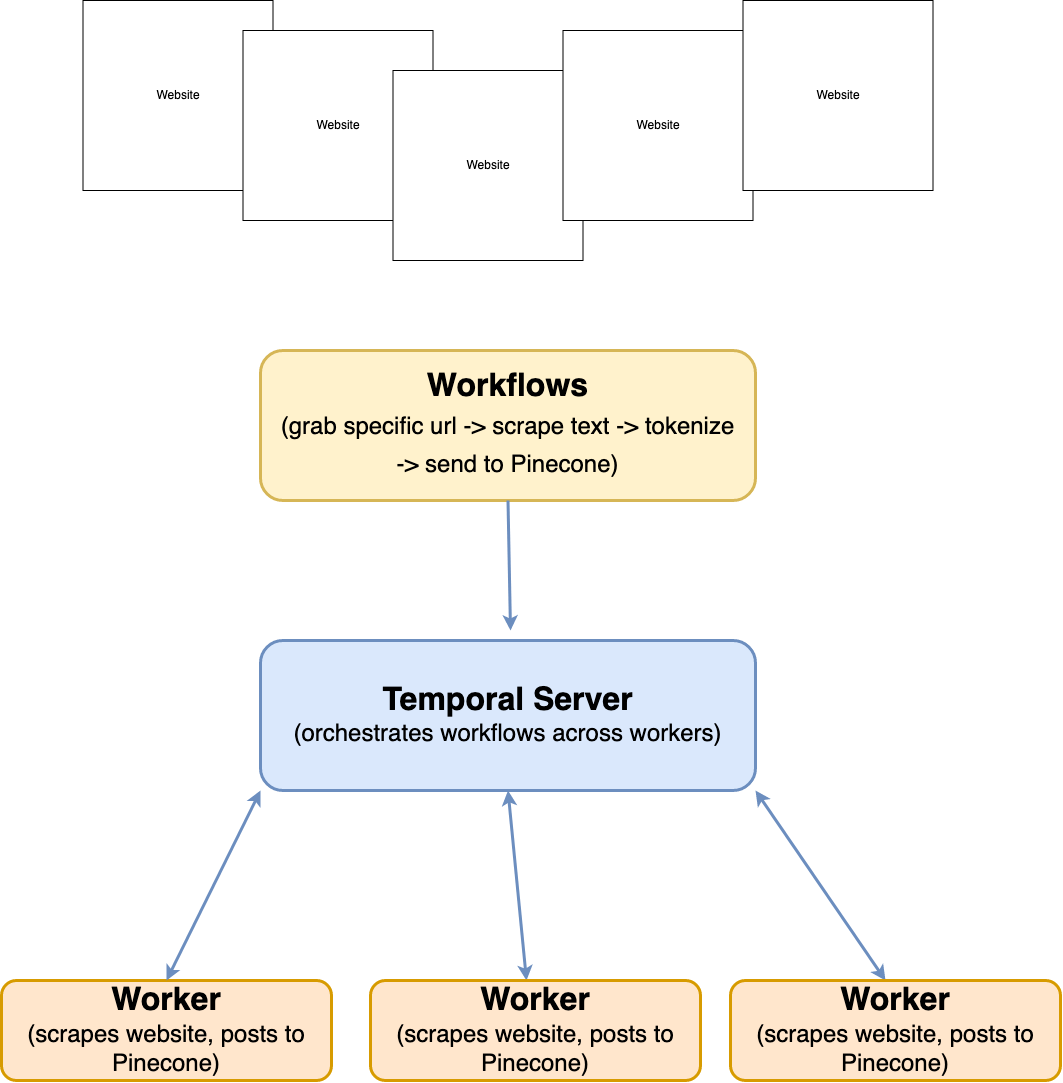 Website
Website
Website
Website
Website
Workflows
(grab specific url -> scrape text -> tokenize
-> send to Pinecone)
Temporal Server
(orchestrates workflows across workers)
Worker
(scrapes website, posts to
Pinecone)
Worker
(scrapes website, posts to
Pinecone)
Worker
(scrapes website, posts to
Pinecone)